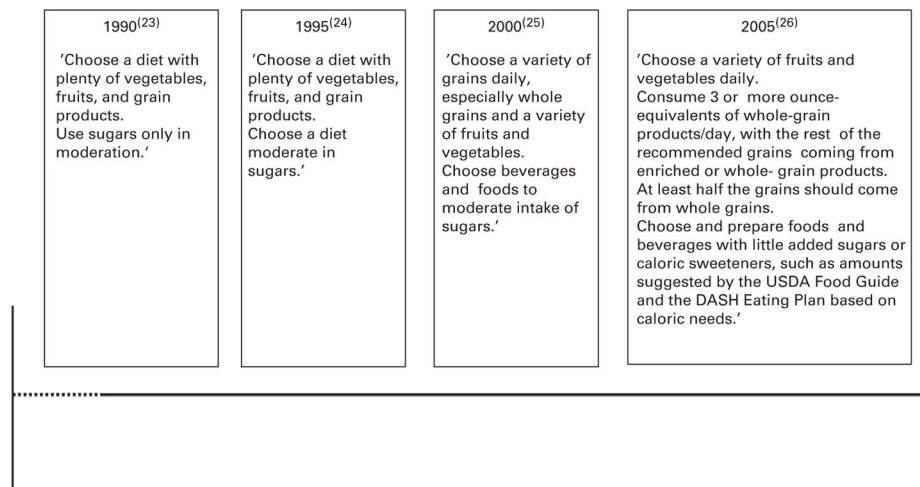 1990(23)
'Choose a diet with
plenty of vegetables,
fruits, and grain
products.
Use sugars only in
moderation.‘
1995(24)
'Choose a diet with
plenty of vegetables,
fruits, and grain
products.
Choose a diet
moderate in
sugars.'
2000(25)
'Choose a variety of
grains daily,
especially whole
grains and a variety
of fruits and
vegetables.
Choose beverages
and foods to
moderate intake of
sugars.'
2005(26)
'Choose a variety of fruits and
vegetables daily.
Consume 3 or more ounce-
equivalents of whole-grain
products/day, with the rest of the
recommended grains coming from
enriched or whole- grain products.
At least half the grains should come
from whole grains.
Choose and prepare foods and
beverages with little added sugars or
caloric sweeteners, such as amounts
suggested by the USDA Food Guide
and the DASH Eating Plan based on
caloric needs.'